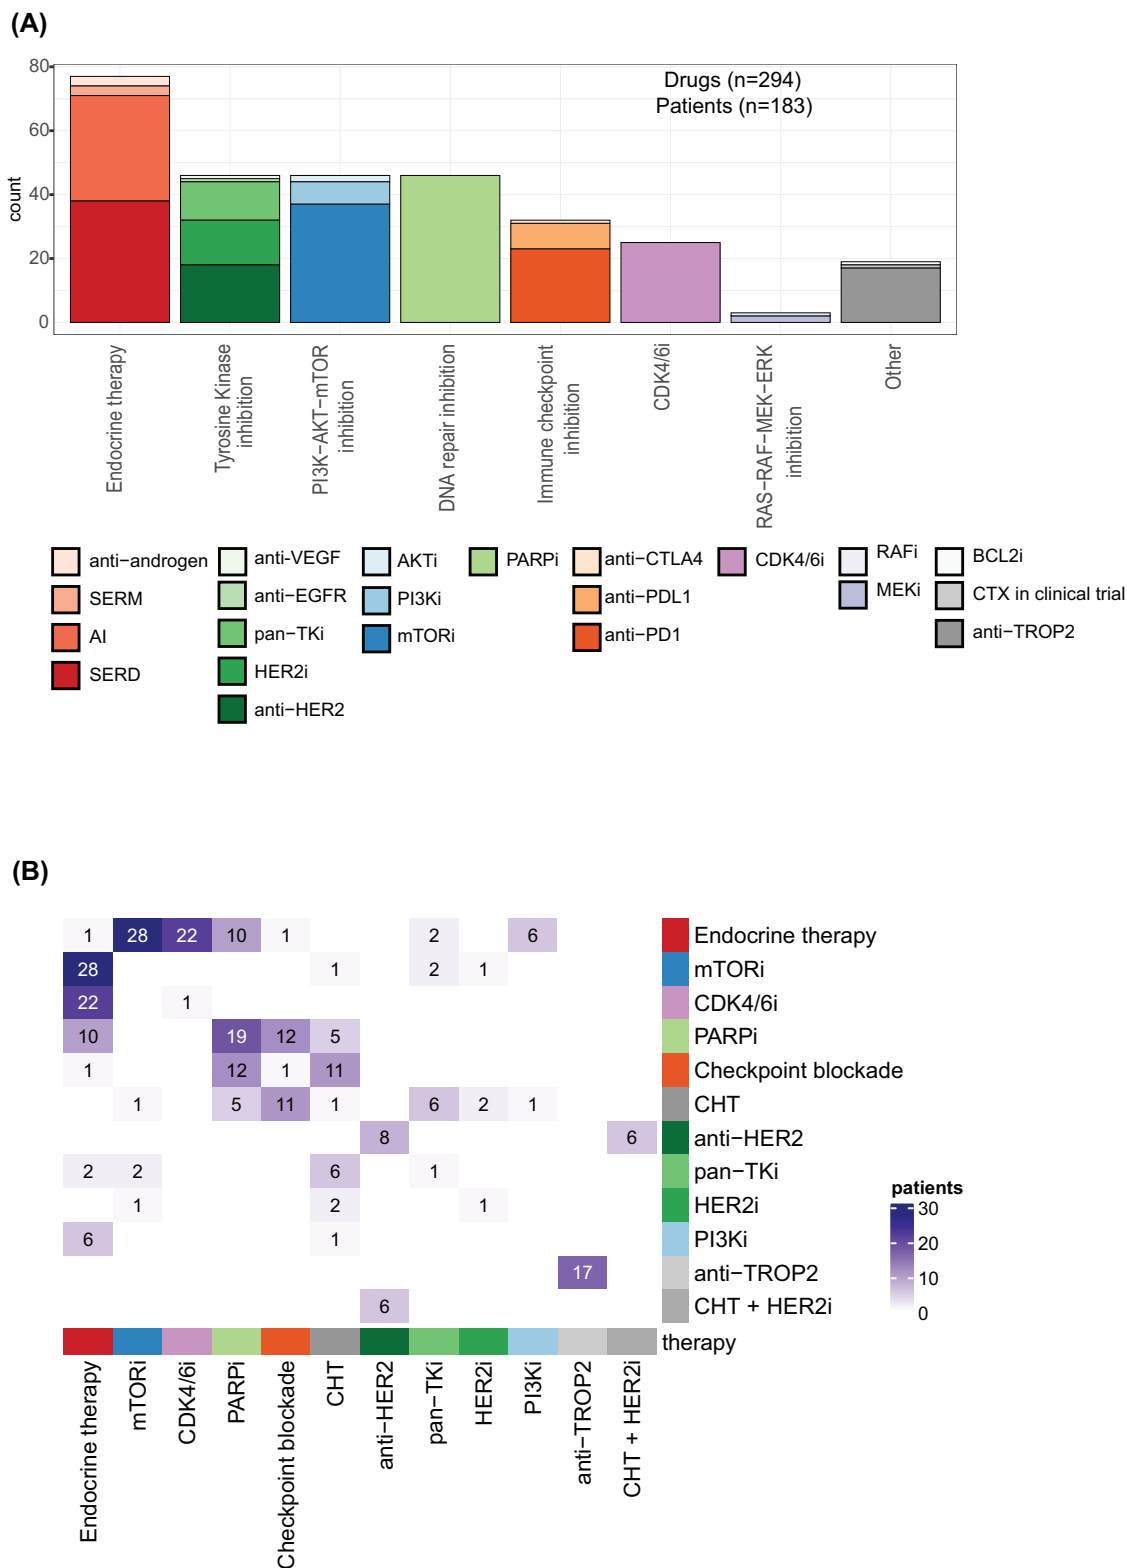 (A)
80
60
40
20
0
count
Drugs (n=294)
Patients (n=183)
Endocrine therapy
Tyrosine Kinase
inhibition
PI3K−AKT−mTOR
inhibition
DNA repair inhibition
Immune checkpoint
inhibition
CDK4/6i
RAS−RAF−MEK−ERK
inhibition
Other
anti−androgen
SERM
AI
SERD
anti−VEGF
anti−EGFR
pan−TKi
HER2i
anti−HER2
AKTi
PI3Ki
mTORi
PARPi
anti−CTLA4
anti−PDL1
anti−PD1
CDK4/6i
RAFi
MEKi
BCL2i
CTX in clinical trial
anti−TROP2
(B)
1 28 22 10 1 2 6 Endocrine therapy
28 1 2 1 mTORi
22 1 CDK4/6i
10 19 12 5 PARPi
1 12 1 11 Checkpoint blockade
1 5 11 1 6 2 1 CHT
8 6 anti−HER2
2 2 6 1 pan−TKi
1 2 1 HER2i
6 1 PI3Ki
17 anti−TROP2
6 CHT + HER2i
therapy
Endocrine therapy
mTORi
CDK4/6i
PARPi
Checkpoint blockade
CHT
anti−HER2
pan−TKi
HER2i
PI3Ki
anti−TROP2
CHT + HER2i
patients
30
20
10
0